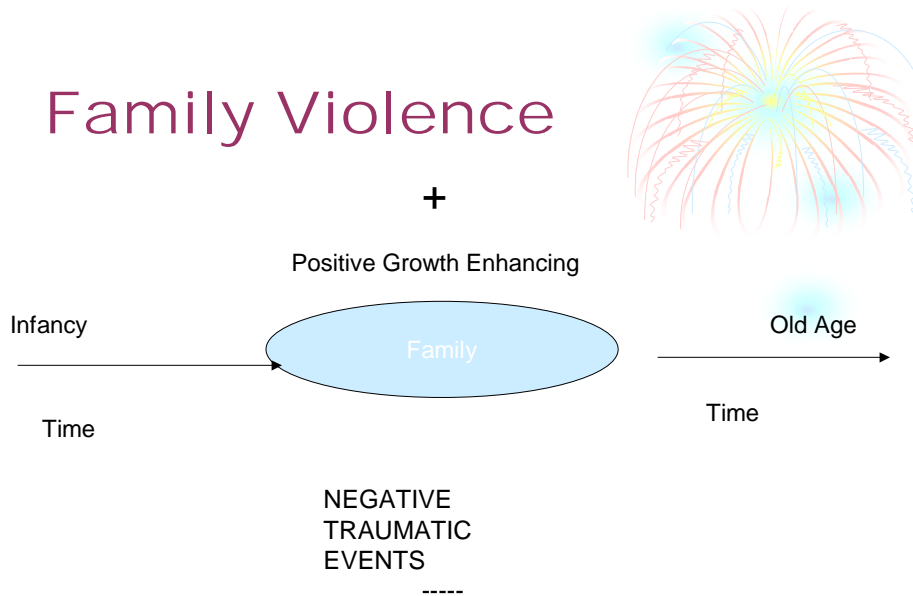 Family Violence
+
Positive Growth Enhancing
Infancy
Old Age
Family
Time
Time
NEGATIVE
TRAUMATIC
EVENTS
-----